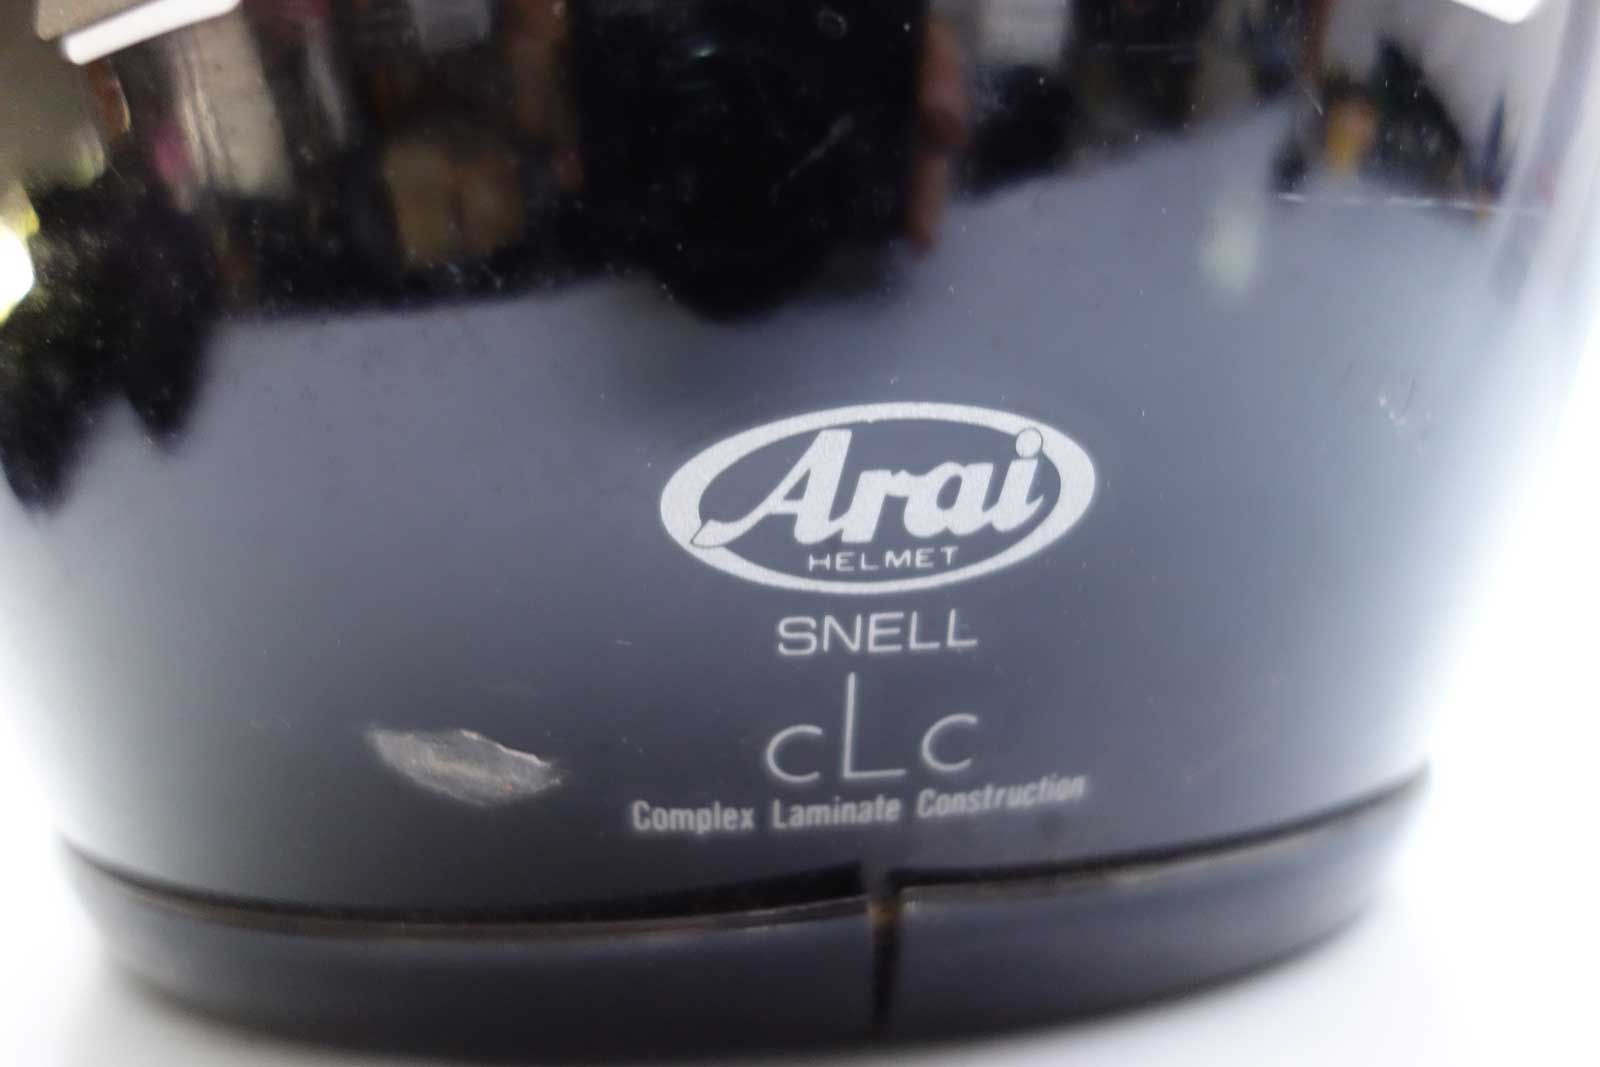 Arai
HELMET
SNELL
cLc
Complex Laminate Construction